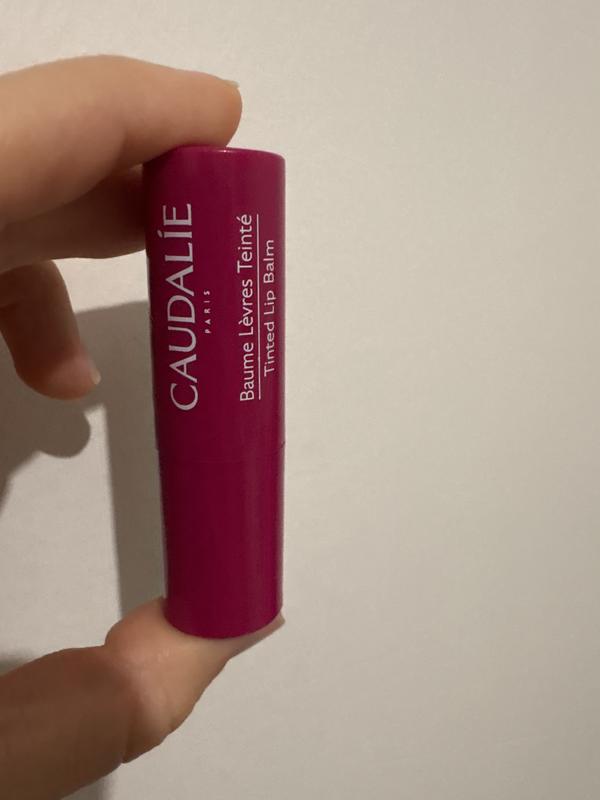 CAUDALÍE
PARIS
Baume Lèvres Teinté
Tinted Lip Balm